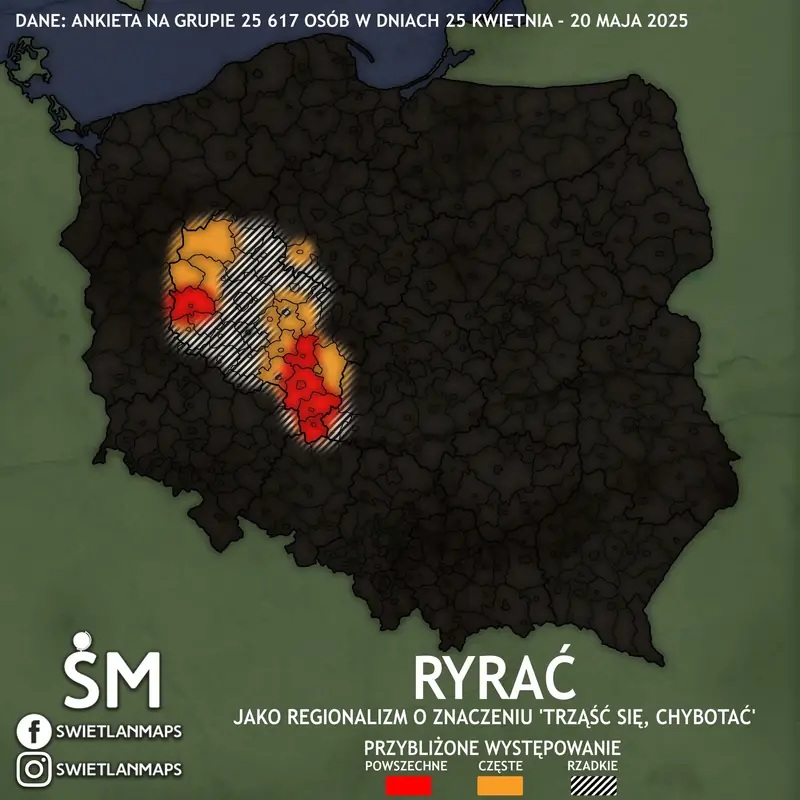 DANE: ANKIETA NA GRUPIE 25 617 OSÓB W DNIACH 25 KWIETNIA - 20 MAJA 2025
ŚM
SWIETLANMAPS
SWIETLANMAPS
RYRAĆ
JAKO REGIONALIZM O ZNACZENIU 'TRZĄŚĆ SIĘ, CHYBOTAĆ'
PRZYBLIŻONE WYSTĘPOWANIE
POWSZECHNE CZĘSTE RZADKIE